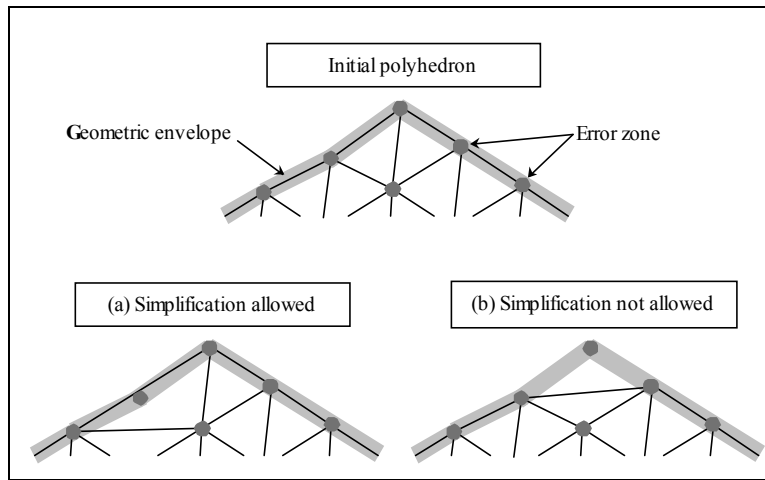 Initial polyhedron
Geometric envelope
Error zone
(a) Simplification allowed
(b) Simplification not allowed